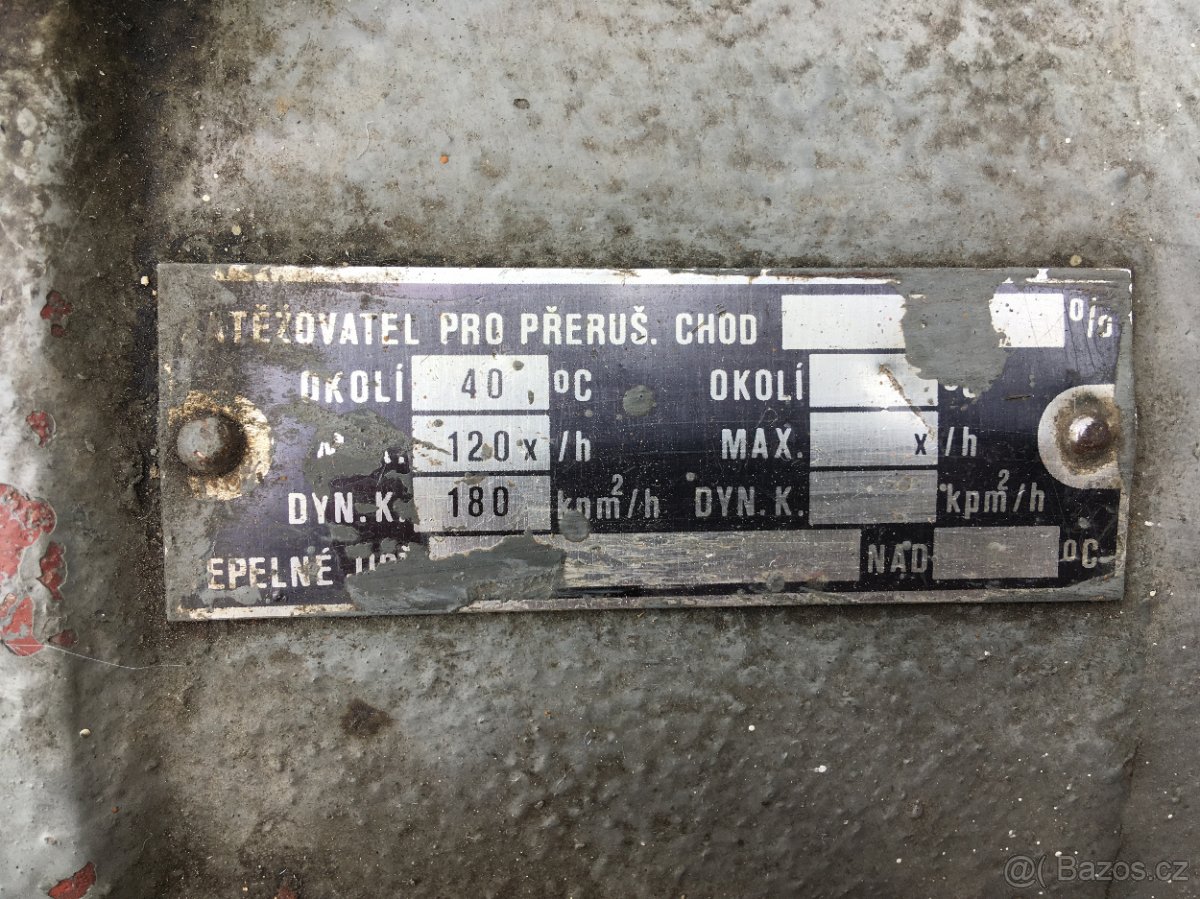 ATĚŽOVATEL PRO PŘERUŠ. CHOD %
OKOLÍ 40 °C OKOLÍ
120 x /h MAX. x /h
DYN. K. 180 kpm²/h DYN. K. kpm²/h
EPELNÉ NAD °C
@( Bazos.cz